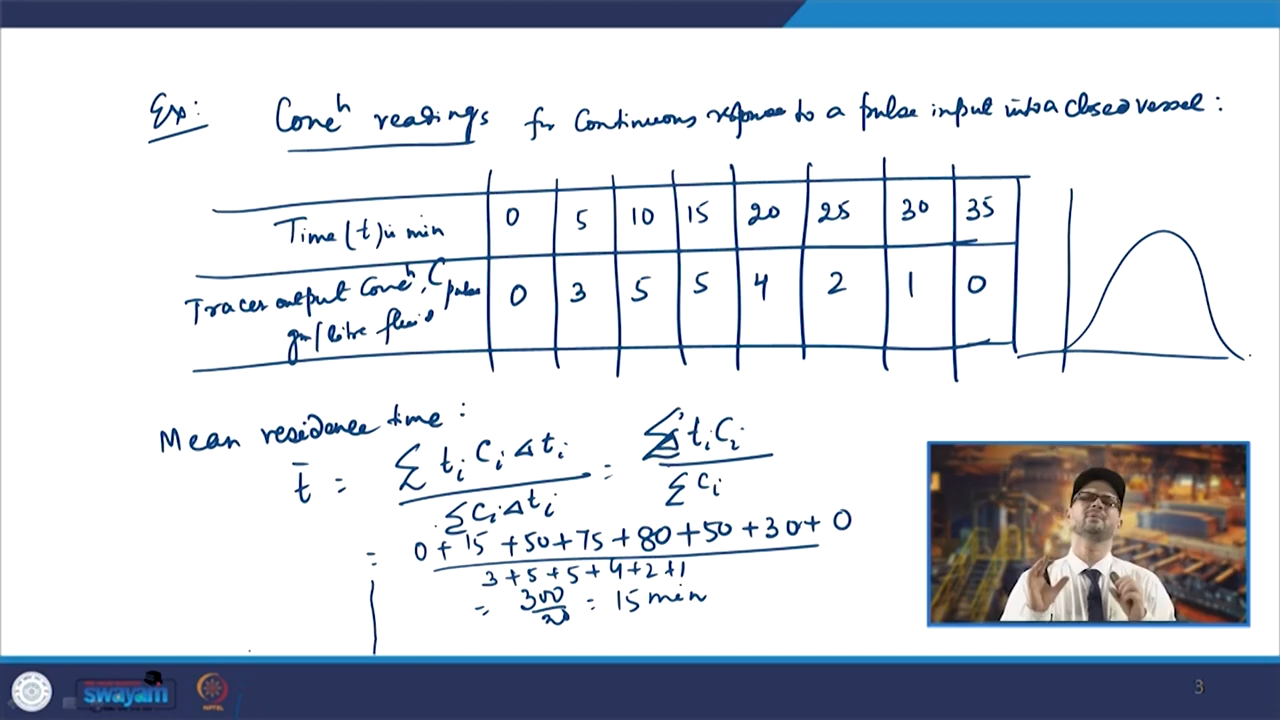 Ex: Concn readings for Continuous response to a pulse input into a closed vessel:
Time (t) in min 0 5 10 15 20 25 30 35
Tracer output Concn, Cpulse gm/litre fluid 0 3 5 5 4 2 1 0
Mean residence time:
t̄ = Σ ti Ci Δti / Σ Ci Δti = Σ ti Ci / Σ Ci
= 0 + 15 + 50 + 75 + 80 + 50 + 30 + 0 / 3 + 5 + 5 + 4 + 2 + 1
= 300/20 = 15 min
swayam
NPTEL
3